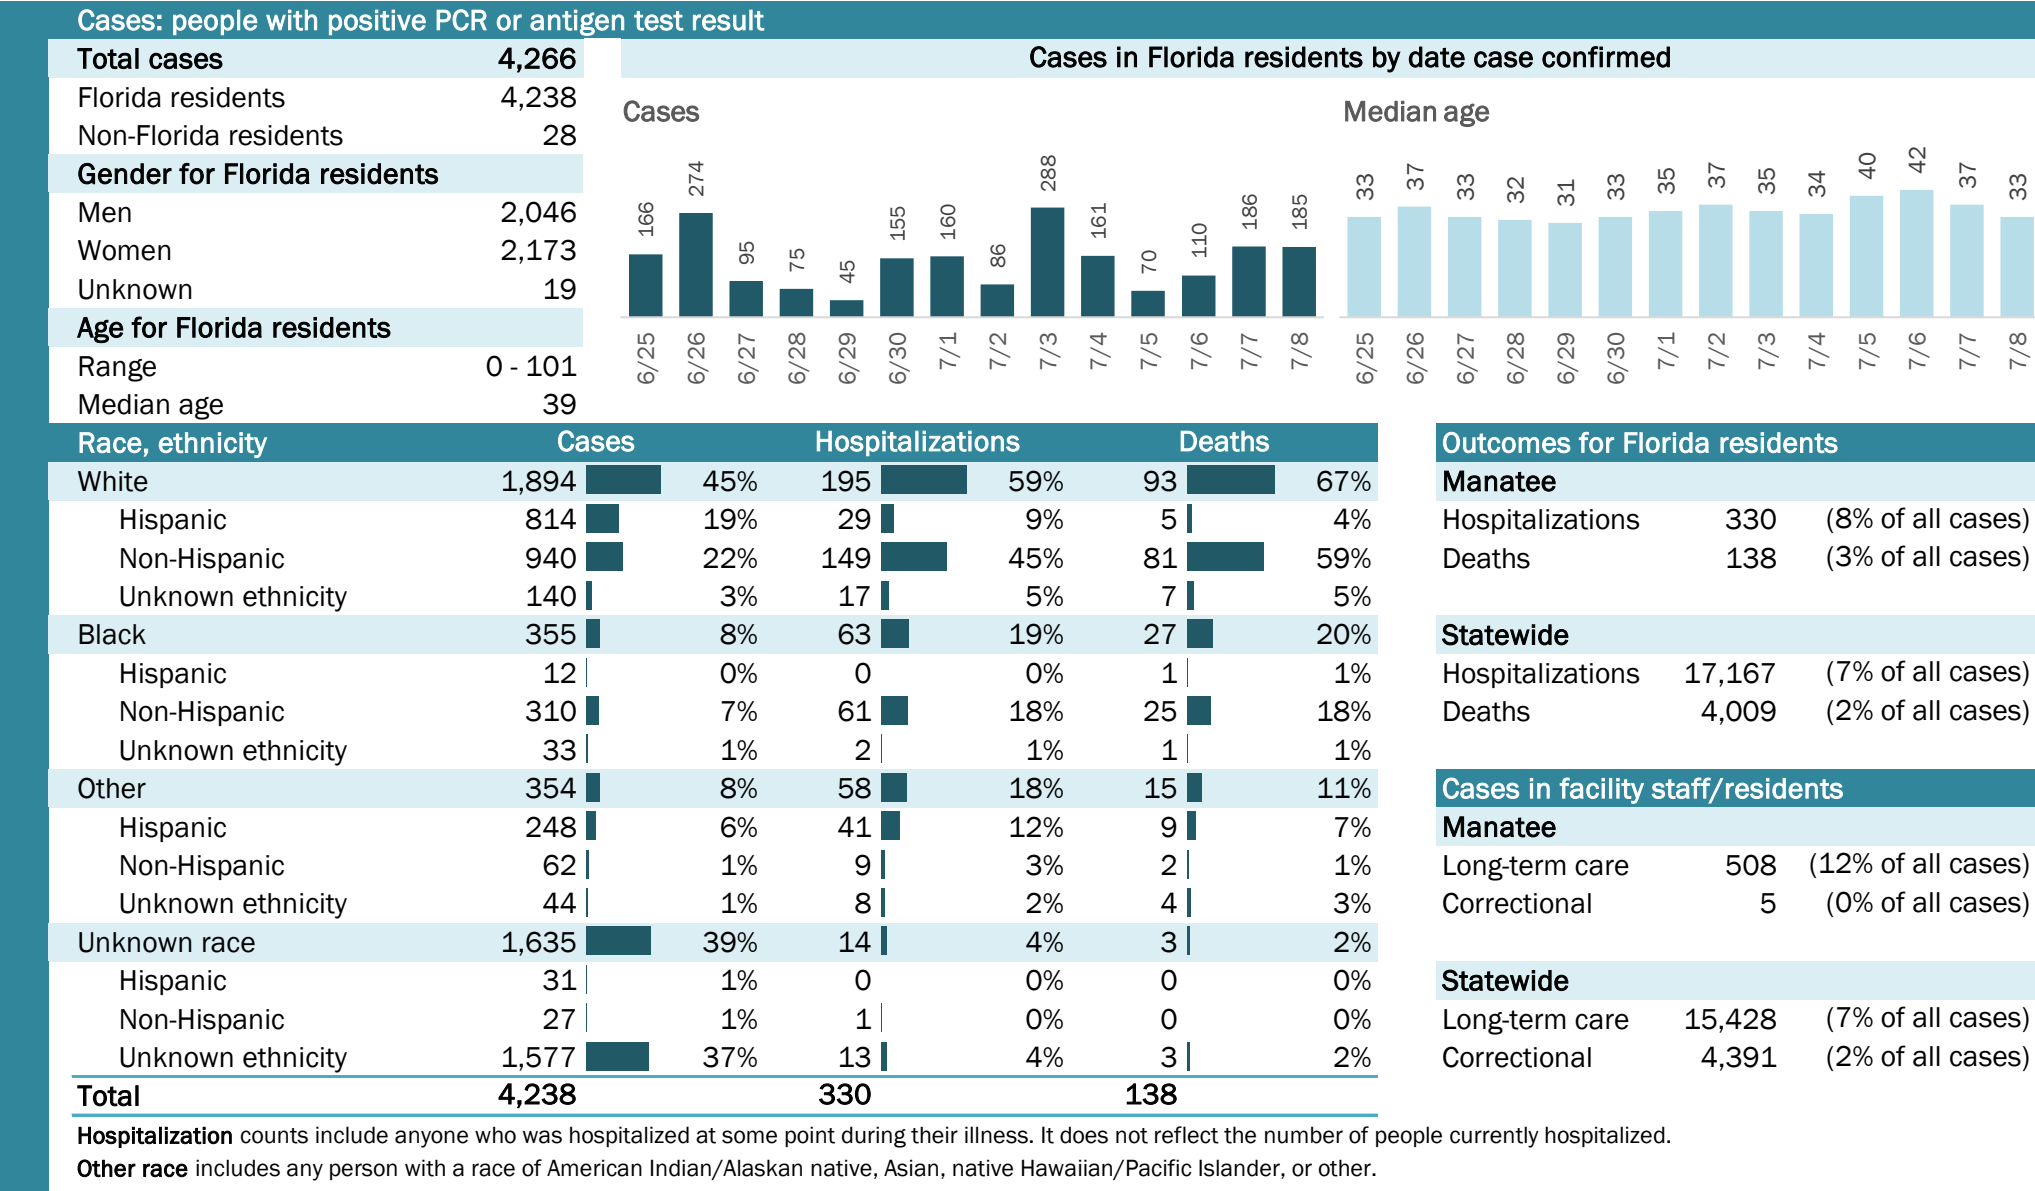 Cases: people with positive PCR or antigen test result
Total cases 4,266
Florida residents 4,238
Non-Florida residents 28
Gender for Florida residents
Men 2,046
Women 2,173
Unknown 19
Age for Florida residents
Range 0 - 101
Median age 39
Cases in Florida residents by date case confirmed
Cases
166 274 95 75 45 155 160 86 288 161 70 110 186 185
6/25 6/26 6/27 6/28 6/29 6/30 7/1 7/2 7/3 7/4 7/5 7/6 7/7 7/8
Median age
33 37 33 32 31 33 35 37 35 34 40 42 37 33
6/25 6/26 6/27 6/28 6/29 6/30 7/1 7/2 7/3 7/4 7/5 7/6 7/7 7/8
Race, ethnicity Cases Hospitalizations Deaths
White 1,894 45% 195 59% 93 67%
Hispanic 814 19% 29 9% 5 4%
Non-Hispanic 940 22% 149 45% 81 59%
Unknown ethnicity 140 3% 17 5% 7 5%
Black 355 8% 63 19% 27 20%
Hispanic 12 0% 0 0% 1 1%
Non-Hispanic 310 7% 61 18% 25 18%
Unknown ethnicity 33 1% 2 1% 1 1%
Other 354 8% 58 18% 15 11%
Hispanic 248 6% 41 12% 9 7%
Non-Hispanic 62 1% 9 3% 2 1%
Unknown ethnicity 44 1% 8 2% 4 3%
Unknown race 1,635 39% 14 4% 3 2%
Hispanic 31 1% 0 0% 0 0%
Non-Hispanic 27 1% 1 0% 0 0%
Unknown ethnicity 1,577 37% 13 4% 3 2%
Total 4,238 330 138
Outcomes for Florida residents
Manatee
Hospitalizations 330 (8% of all cases)
Deaths 138 (3% of all cases)
Statewide
Hospitalizations 17,167 (7% of all cases)
Deaths 4,009 (2% of all cases)
Cases in facility staff/residents
Manatee
Long-term care 508 (12% of all cases)
Correctional 5 (0% of all cases)
Statewide
Long-term care 15,428 (7% of all cases)
Correctional 4,391 (2% of all cases)
Hospitalization counts include anyone who was hospitalized at some point during their illness. It does not reflect the number of people currently hospitalized.
Other race includes any person with a race of American Indian/Alaskan native, Asian, native Hawaiian/Pacific Islander, or other.